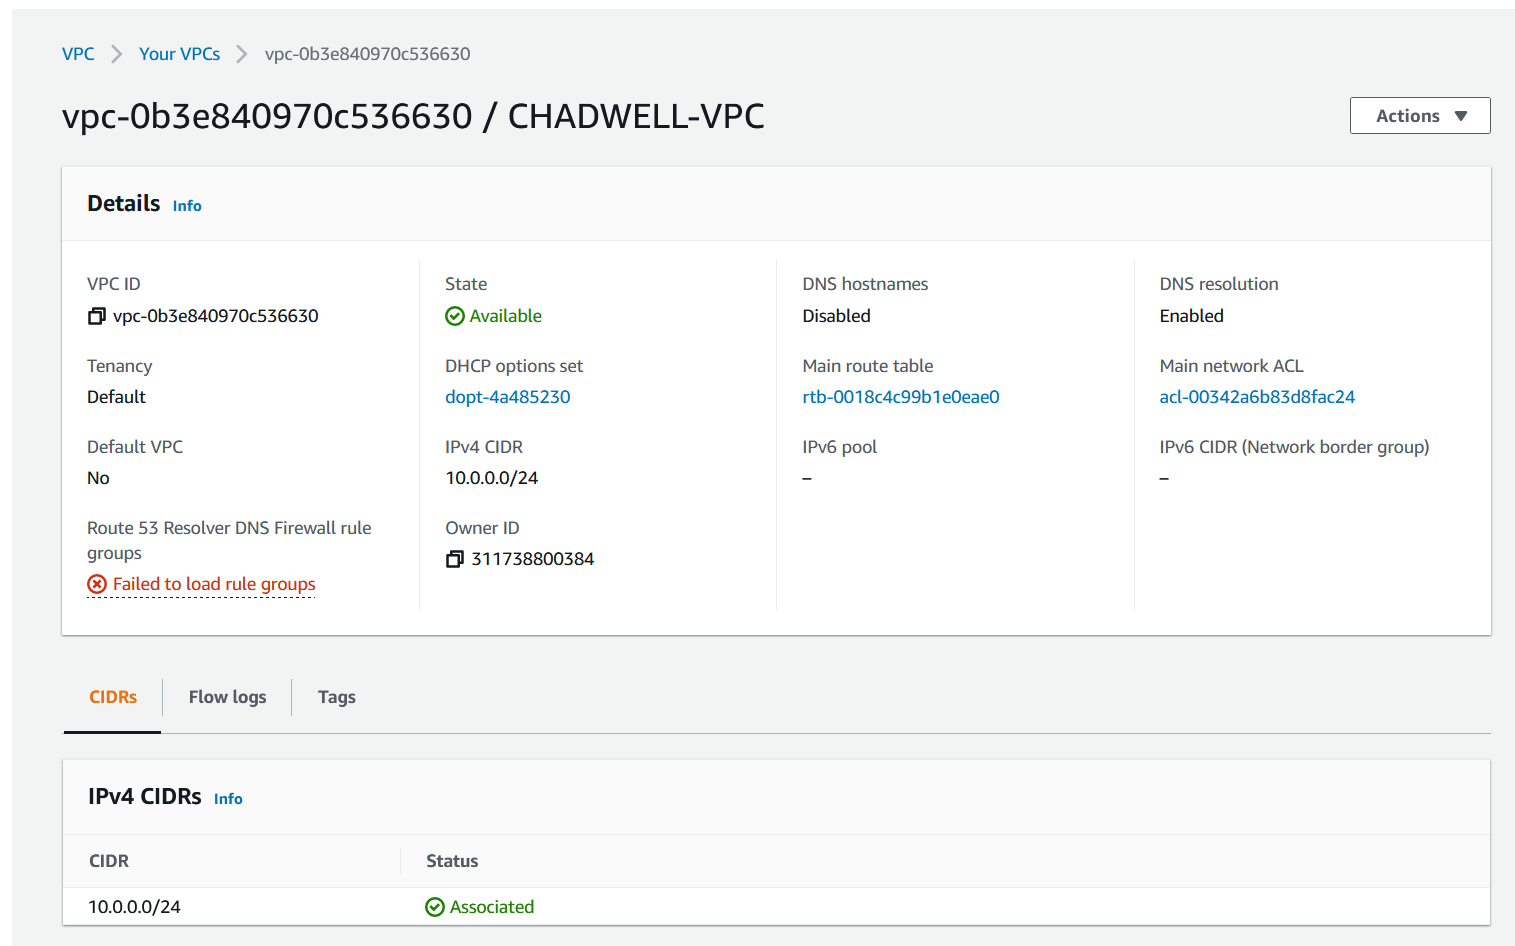 VPC > Your VPCs > vpc-0b3e840970c536630
vpc-0b3e840970c536630 / CHADWELL-VPC
Actions ▼
Details Info
VPC ID
vpc-0b3e840970c536630
State
Available
DNS hostnames
Disabled
DNS resolution
Enabled
Tenancy
Default
DHCP options set
dopt-4a485230
Main route table
rtb-0018c4c99b1e0eae0
Main network ACL
acl-00342a6b83d8fac24
Default VPC
No
IPv4 CIDR
10.0.0.0/24
IPv6 pool
–
IPv6 CIDR (Network border group)
–
Route 53 Resolver DNS Firewall rule
groups
Failed to load rule groups
Owner ID
311738800384
CIDRs
Flow logs
Tags
IPv4 CIDRs Info
CIDR
Status
10.0.0.0/24
Associated